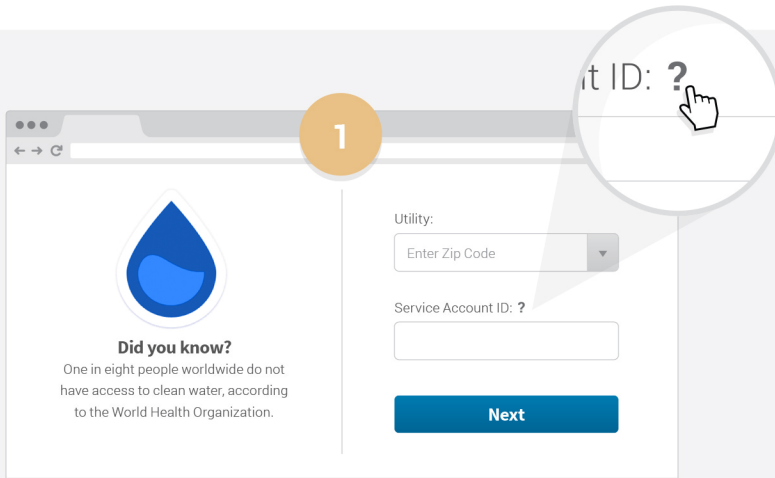 t ID: ?
1
Utility:
Enter Zip Code
Service Account ID: ?
Did you know?
One in eight people worldwide do not
have access to clean water, according
to the World Health Organization.
Next